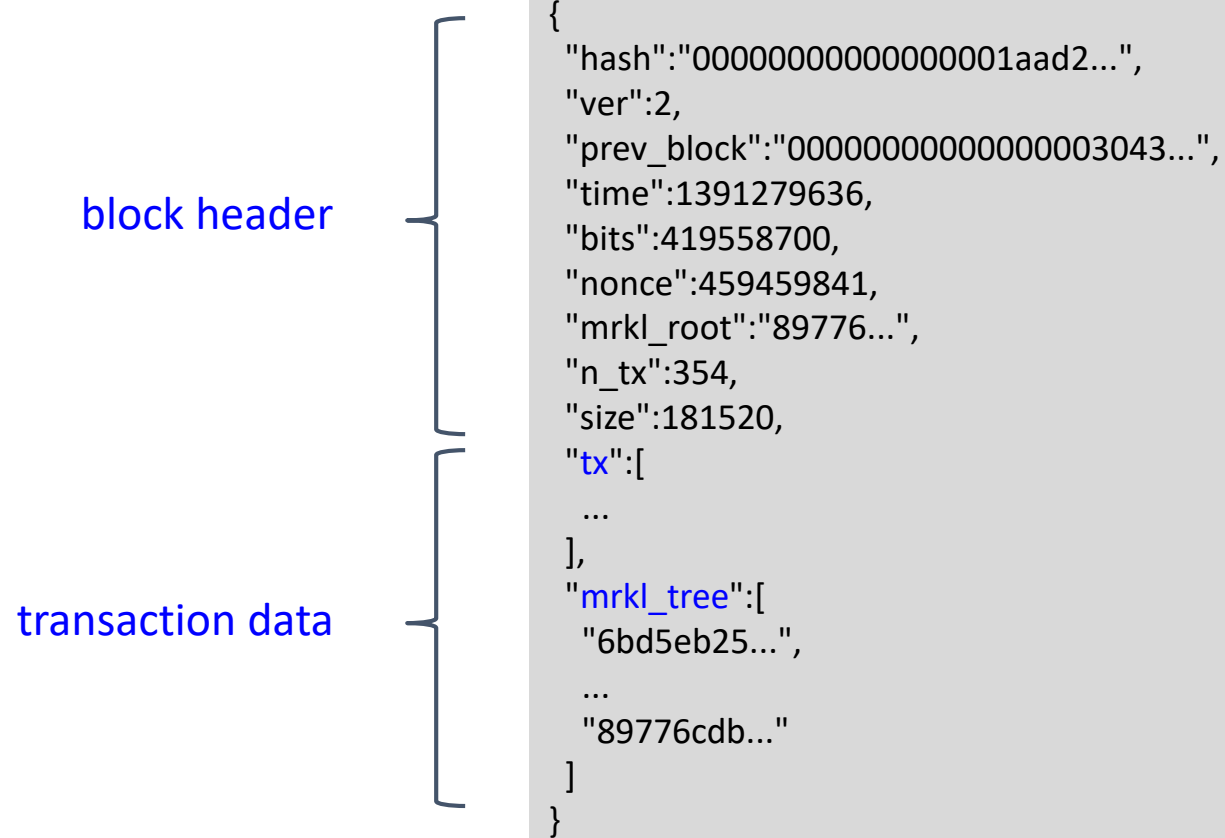 block header
transaction data
{
"hash":"00000000000000001aad2...",
"ver":2,
"prev_block":"00000000000000003043...",
"time":1391279636,
"bits":419558700,
"nonce":459459841,
"mrkl_root":"89776...",
"n_tx":354,
"size":181520,
"tx":[
...
],
"mrkl_tree":[
"6bd5eb25...",
...
"89776cdb..."
]
}